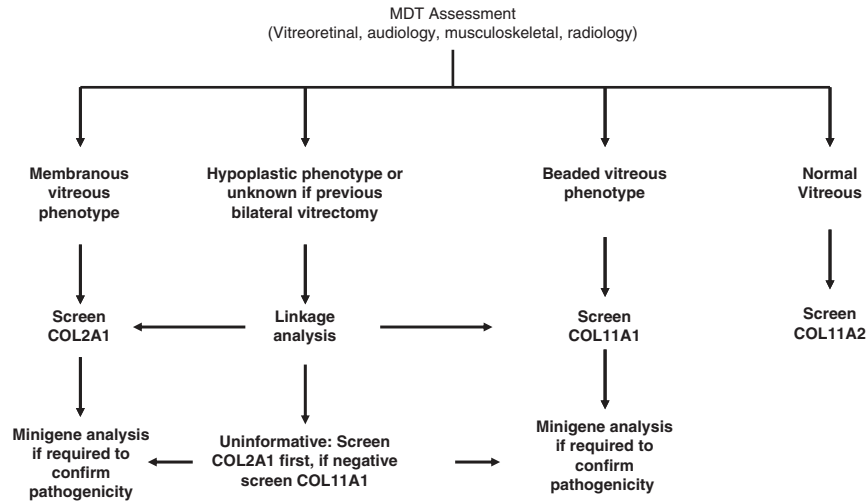 MDT Assessment
(Vitreoretinal, audiology, musculoskeletal, radiology)
Membranous
vitreous
phenotype
Hypoplastic phenotype or
unknown if previous
bilateral vitrectomy
Beaded vitreous
phenotype
Normal
Vitreous
Screen
COL2A1
Linkage
analysis
Screen
COL11A1
Screen
COL11A2
Minigene analysis
if required to
confirm
pathogenicity
Uninformative: Screen
COL2A1 first, if negative
screen COL11A1
Minigene analysis
if required to
confirm
pathogenicity